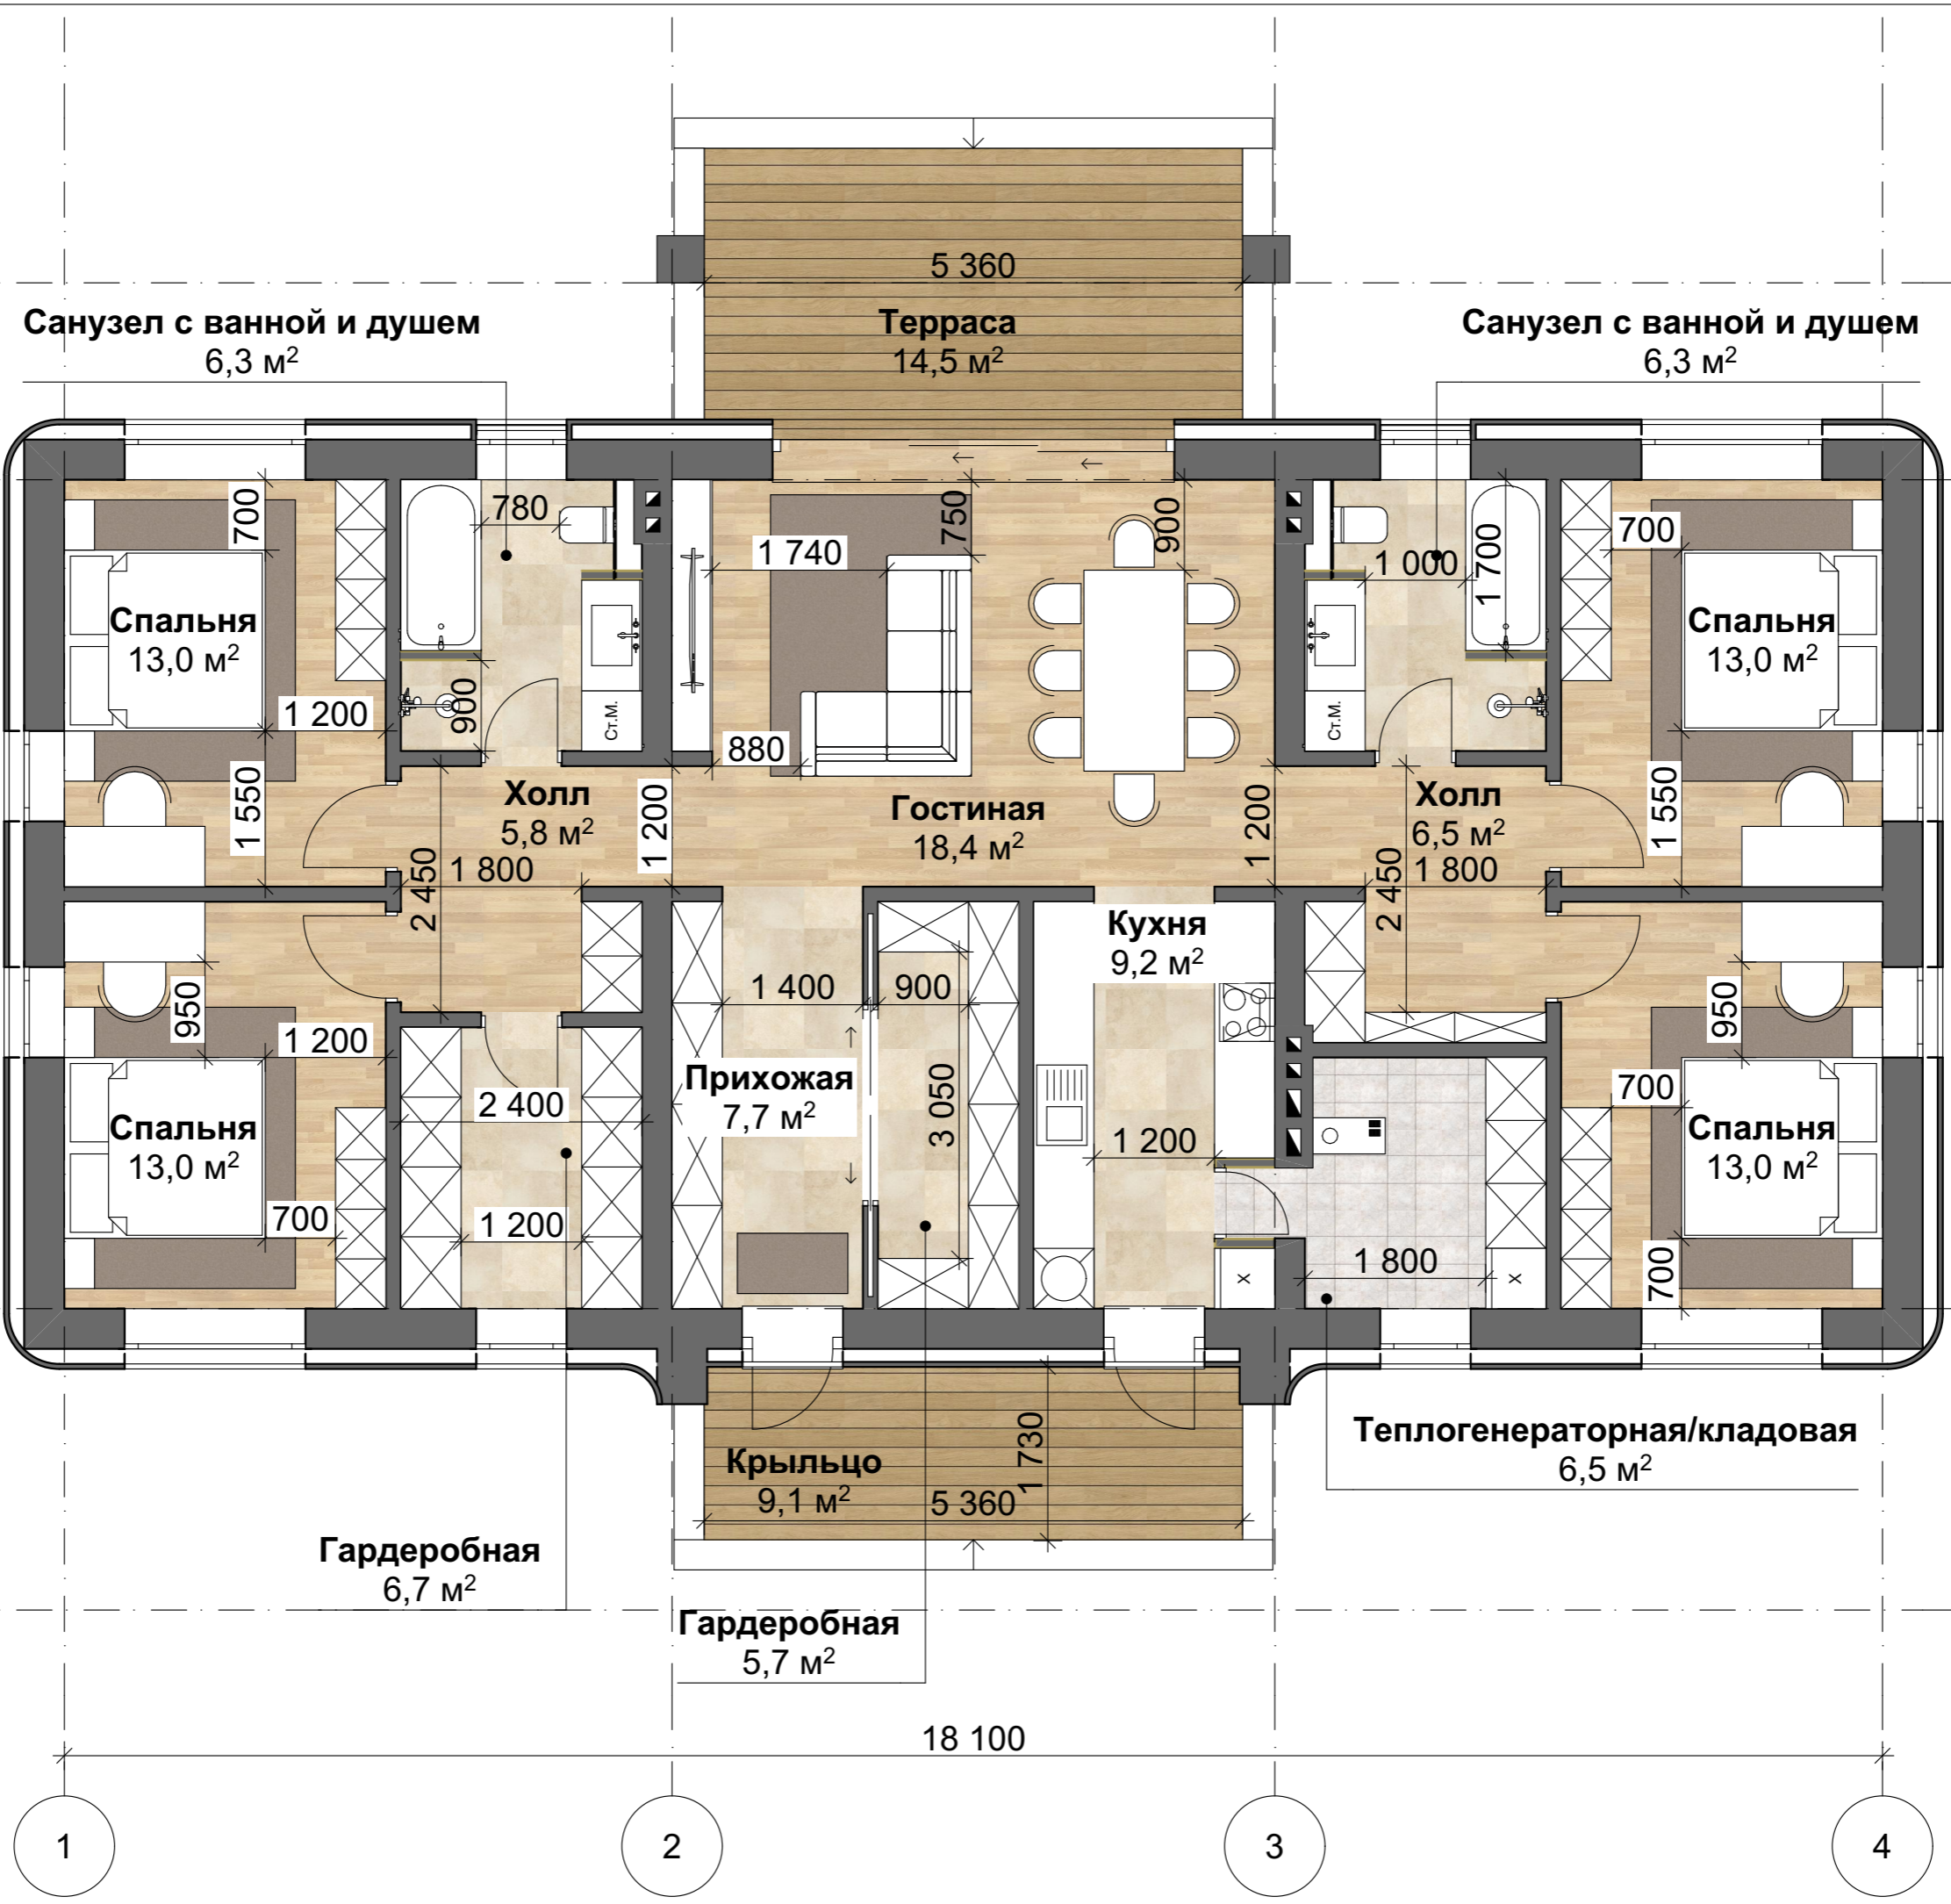 5 360
Терраса
14,5 м²
Санузел с ванной и душем
6,3 м²
Санузел с ванной и душем
6,3 м²
700
780
1 740
750
900
1 000
1 700
700
Спальня
13,0 м²
1 200
900
Ст.М.
880
1 550
Ст.М.
Спальня
13,0 м²
1 550
Холл
5,8 м²
1 800
2 450
1 200
Гостиная
18,4 м²
1 200
Холл
6,5 м²
1 800
2 450
950
1 200
Спальня
13,0 м²
700
2 400
1 200
1 400
Прихожая
7,7 м²
900
3 050
Кухня
9,2 м²
1 200
X
1 800
X
950
700
Спальня
13,0 м²
700
Крыльцо
9,1 м²
5 360
1 730
Теплогенераторная/кладовая
6,5 м²
Гардеробная
6,7 м²
Гардеробная
5,7 м²
18 100
1
2
3
4